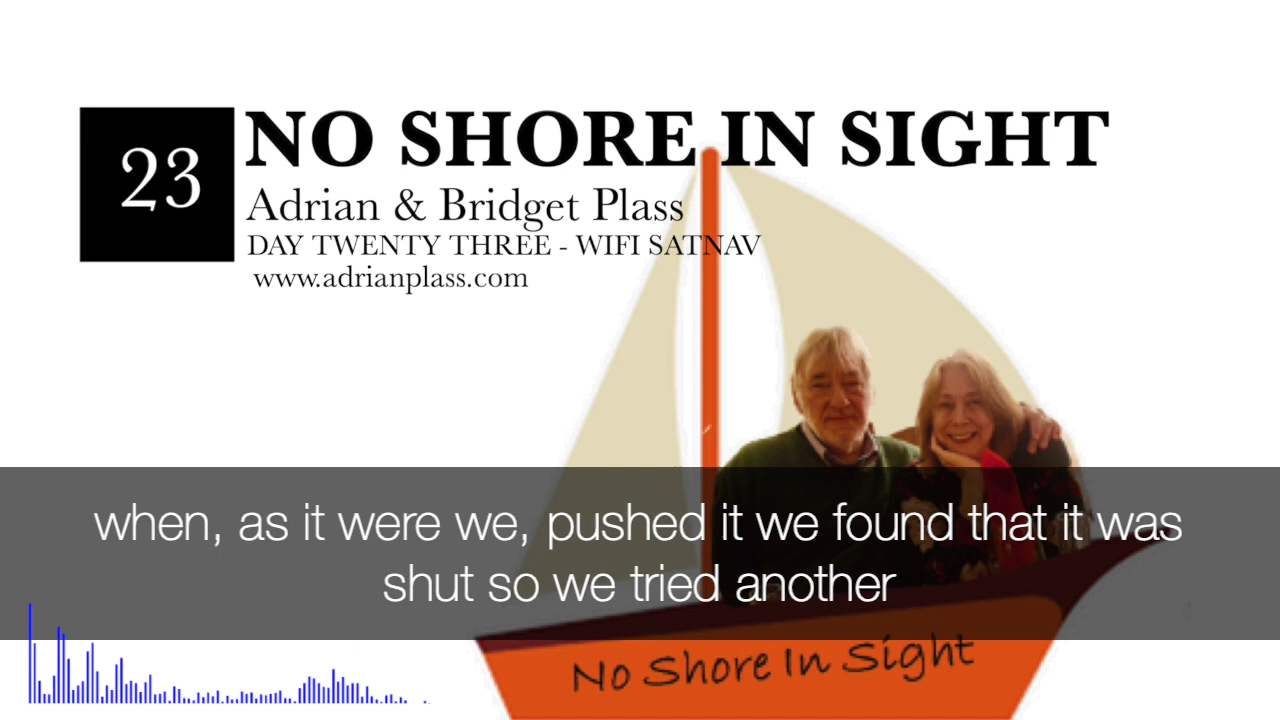 23
NO SHORE IN SIGHT
Adrian & Bridget Plass
DAY TWENTY THREE - WIFI SATNAV
www.adrianplass.com
when, as it were we, pushed it we found that it was
shut so we tried another
No Shore In Sight